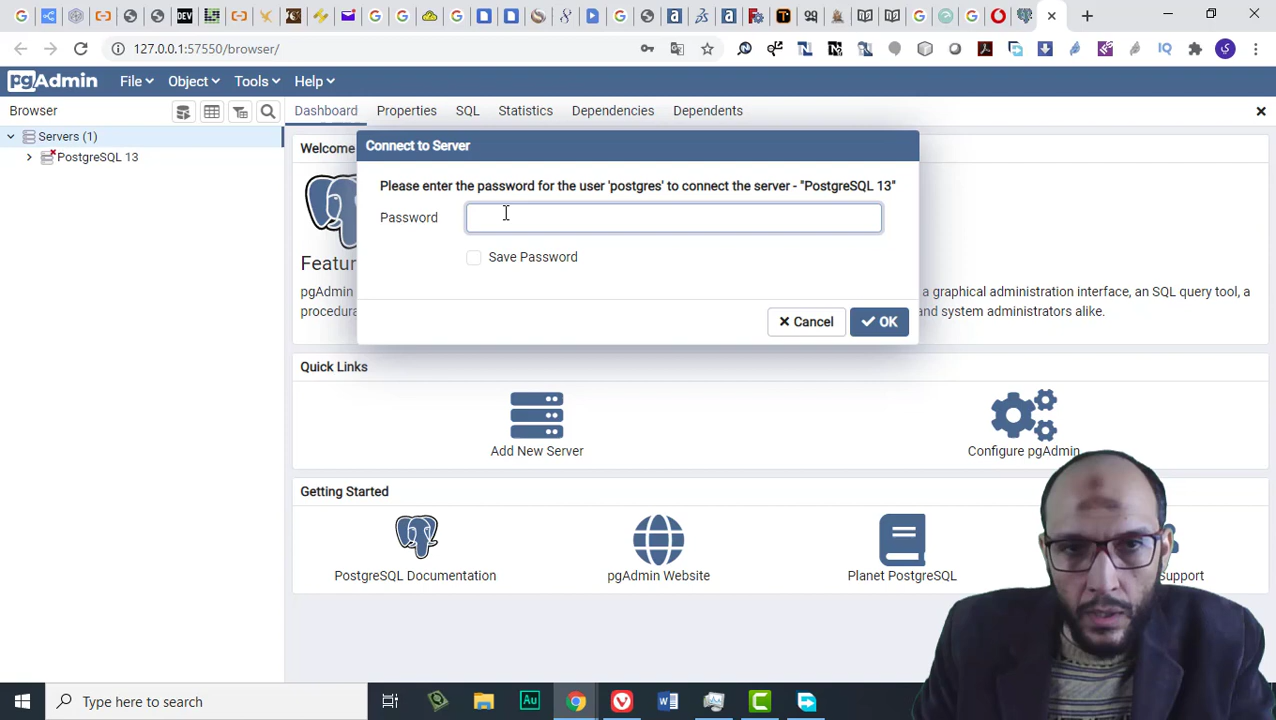 DEV
127.0.0.1:57550/browser/
IQ
pgAdmin
File
Object
Tools
Help
Browser
Dashboard
Properties
SQL
Statistics
Dependencies
Dependents
Servers (1)
PostgreSQL 13
Welcome
Connect to Server
Please enter the password for the user 'postgres' to connect the server - "PostgreSQL 13"
Password
Save Password
Cancel
OK
Featur
pgAdmin
a graphical administration interface, an SQL query tool, a
procedura
and system administrators alike.
Quick Links
Add New Server
Configure pgAdmin
Getting Started
PostgreSQL Documentation
pgAdmin Website
Planet PostgreSQL
Support
Type here to search
Au